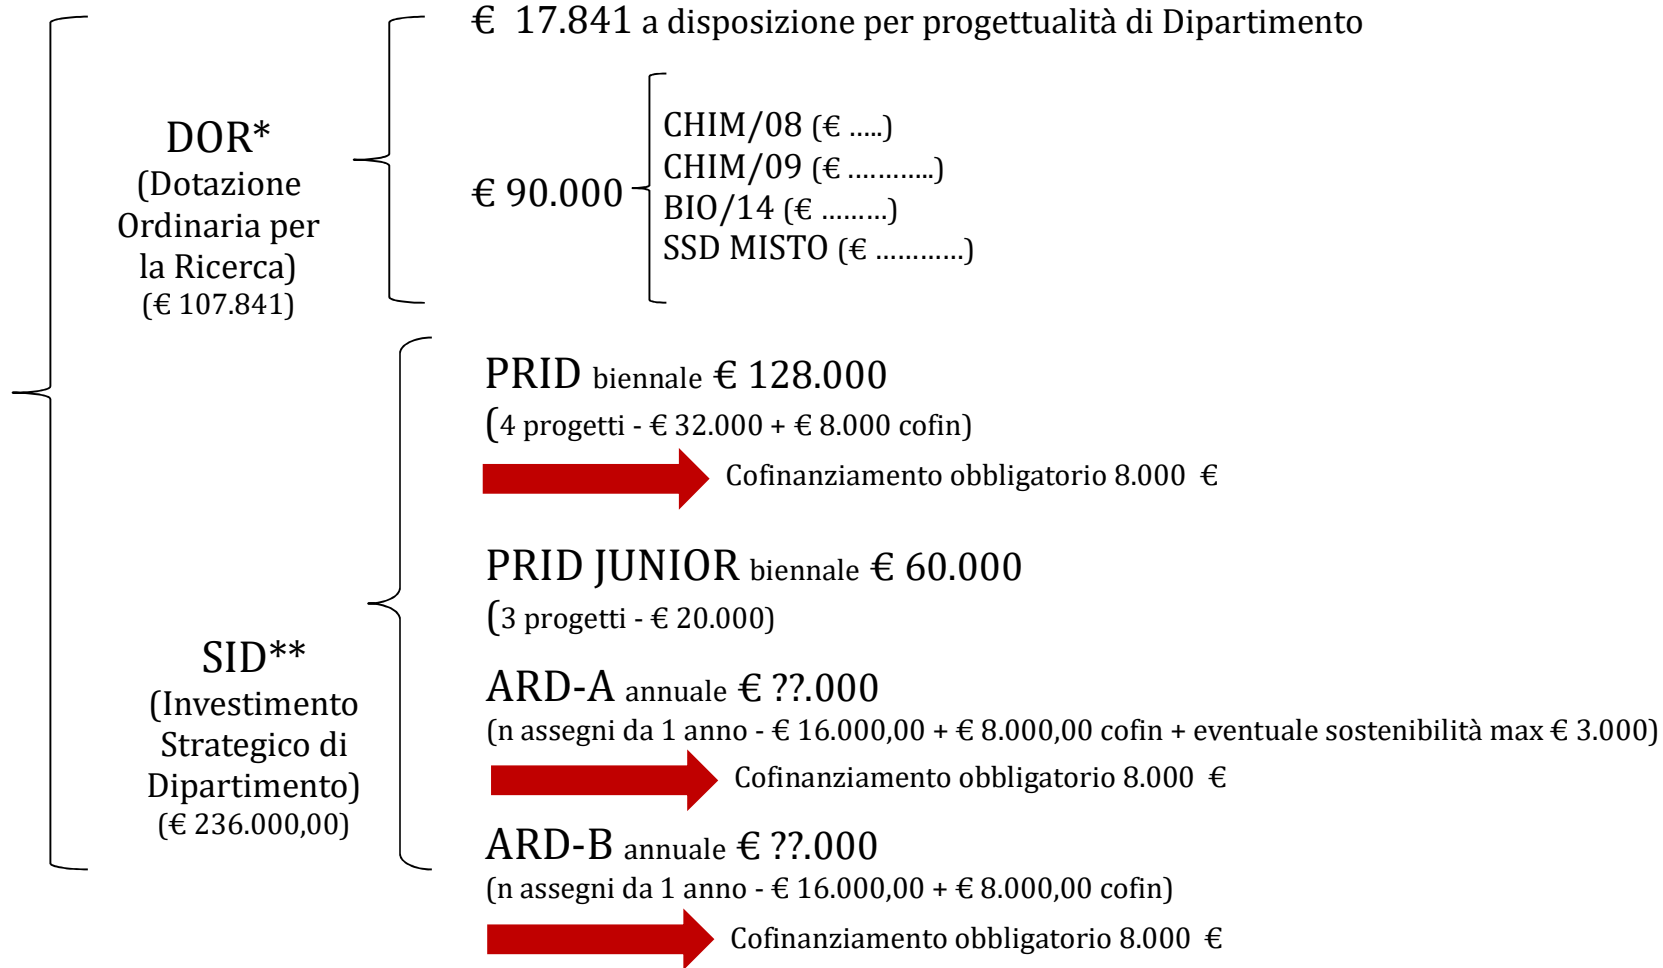 € 17.841 a disposizione per progettualità di Dipartimento
DOR*
(Dotazione
Ordinaria per
la Ricerca)
(€ 107.841)
€ 90.000
CHIM/08 (€ …..)
CHIM/09 (€ ………..)
BIO/14 (€ ………)
SSD MISTO (€ …………)
PRID biennale € 128.000
(4 progetti - € 32.000 + € 8.000 cofin)
Cofinanziamento obbligatorio 8.000 €
PRID JUNIOR biennale € 60.000
(3 progetti - € 20.000)
SID**
(Investimento
Strategico di
Dipartimento)
(€ 236.000,00)
ARD-A annuale € ??.000
(n assegni da 1 anno - € 16.000,00 + € 8.000,00 cofin + eventuale sostenibilità max € 3.000)
Cofinanziamento obbligatorio 8.000 €
ARD-B annuale € ??.000
(n assegni da 1 anno - € 16.000,00 + € 8.000,00 cofin)
Cofinanziamento obbligatorio 8.000 €